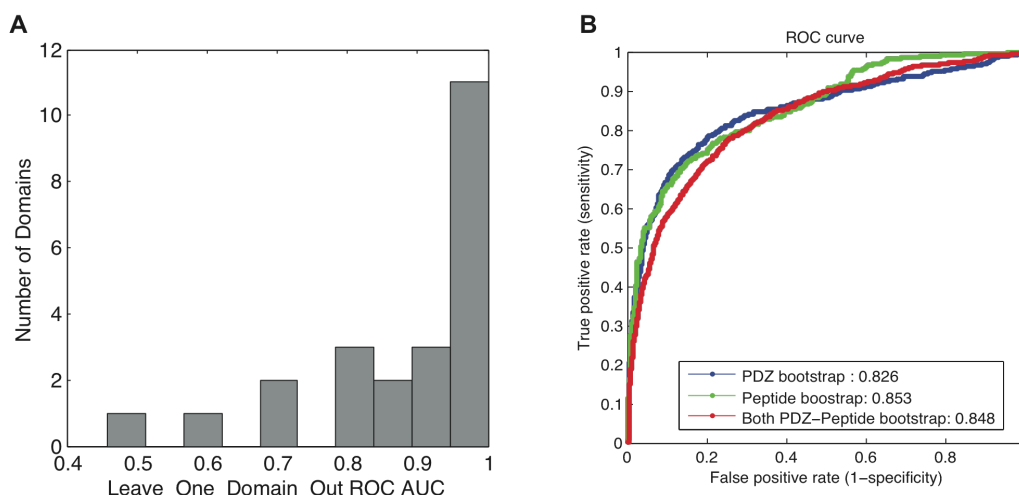 A
12
10
8
6
4
2
0
Number of Domains
0.4 0.5 0.6 0.7 0.8 0.9 1
Leave One Domain Out ROC AUC
B
ROC curve
1
0.9
0.8
0.7
0.6
0.5
0.4
0.3
0.2
0.1
0
True positive rate (sensitivity)
PDZ bootstrap : 0.826
Peptide boostrap: 0.853
Both PDZ−Peptide bootstrap: 0.848
0 0.2 0.4 0.6 0.8
False positive rate (1−specificity)